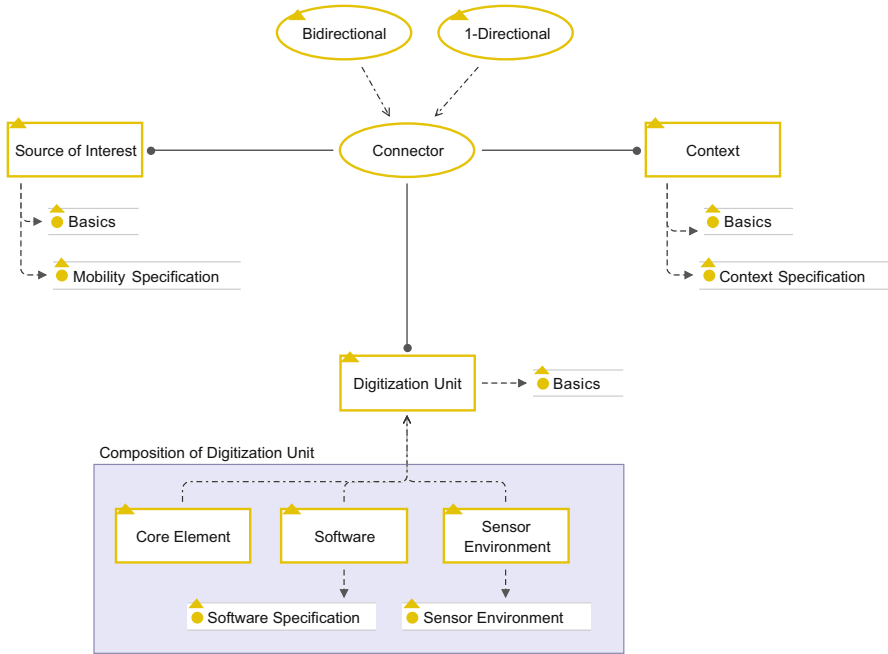 Bidirectional
1-Directional
Source of Interest
Connector
Context
Basics
Basics
Mobility Specification
Context Specification
Digitization Unit
Basics
Composition of Digitization Unit
Core Element
Software
Sensor
Environment
Software Specification
Sensor Environment